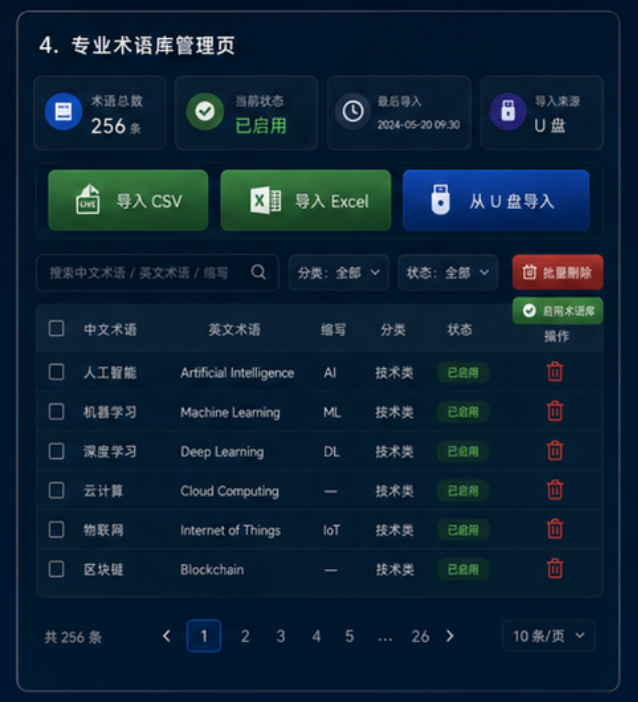 4. 专业术语库管理页
术语总数
256 条
当前状态
已启用
最后导入
2024-05-20 09:30
导入来源
U 盘
LIVE
导入 CSV
X
导入 Excel
从 U 盘导入
搜索中文术语 / 英文术语 / 缩写
分类: 全部
状态: 全部
批量删除
启用术语库
中文术语 英文术语 缩写 分类 状态 操作
人工智能 Artificial Intelligence AI 技术类 已启用
机器学习 Machine Learning ML 技术类 已启用
深度学习 Deep Learning DL 技术类 已启用
云计算 Cloud Computing — 技术类 已启用
物联网 Internet of Things IoT 技术类 已启用
区块链 Blockchain — 技术类 已启用
共 256 条 < 1 2 3 4 5 ... 26 > 10 条/页